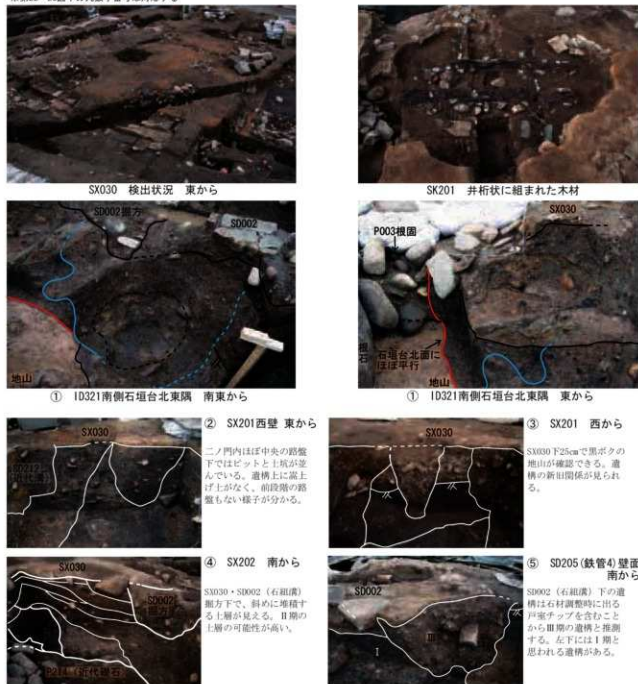 SX030 検出状況 東から
SK201 井桁状に組まれた木材
SD002掘方
SD002
地山
① ID321南側石垣台北東隅 南東から
SX030
P003根固
根石
石垣台北面に
ほぼ平行
地山
① ID321南側石垣台北東隅 東から
SX030
② SX201西壁 東から
二ノ門内ほぼ中央の路盤
下ではピットと土坑が並
んでいる。遺構上に嵩上
げ土がなく、前段階の路
盤もない様子が分かる。
SX030
③ SX201 西から
SX030下25cmで黒ボクの
地山が確認できる。遺
構の新旧関係が見られ
る。
SX030
④ SX202 南から
SX030・SD002(石組溝)
掘方下で、斜めに堆積す
る土層が見える。Ⅱ期の
土層の可能性が高い。
SD002
Ⅰ
Ⅲ
⑤ SD205(鉄管4)壁面
南から
SD002(石組溝)下の遺
構は石材調整時に出る
戸室チップを含むこと
からⅢ期の遺構と推測
する。左下にはⅠ期と
思われる遺構がある。